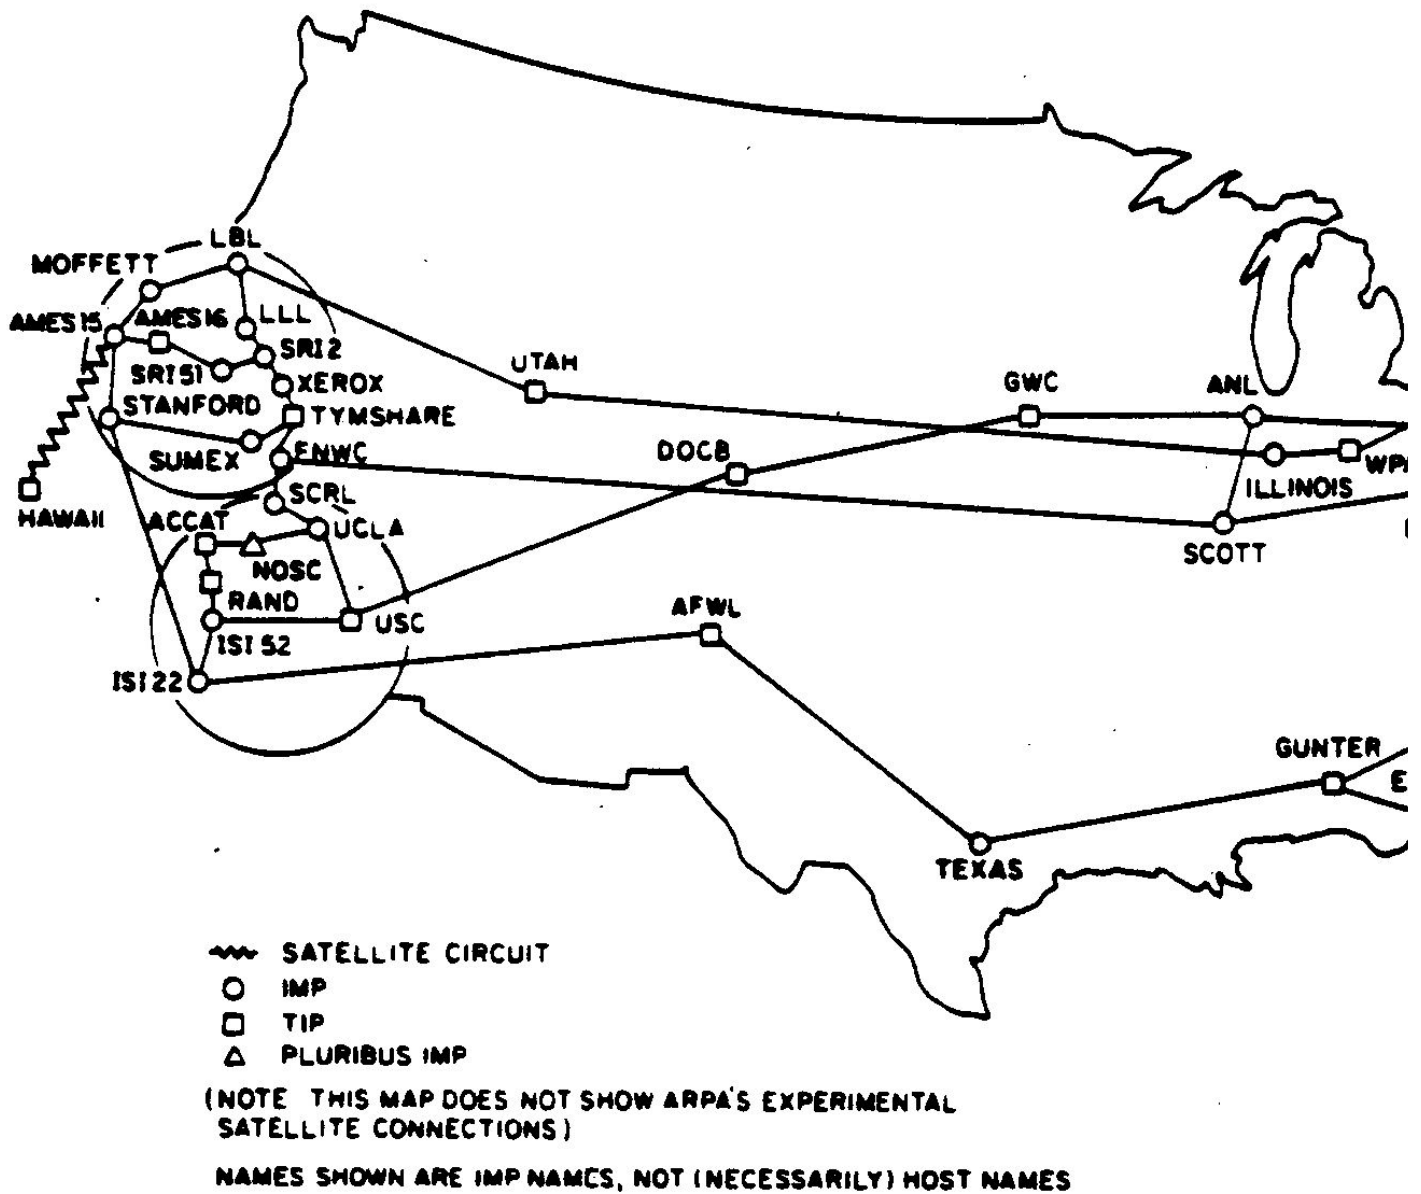 LBL
MOFFETT
AMES15
AMES16
LLL
SRI2
SRI51
XEROX
UTAH
STANFORD
TYMSHARE
GWC
ANL
SUMEX
FNWC
DOCB
WPA
ILLINOIS
HAWAII
SCRL
ACCAT
UCLA
SCOTT
NOSC
RAND
USC
AFWL
ISI52
ISI22
GUNTER
E
TEXAS
SATELLITE CIRCUIT
IMP
TIP
PLURIBUS IMP
(NOTE THIS MAP DOES NOT SHOW ARPA'S EXPERIMENTAL
SATELLITE CONNECTIONS)
NAMES SHOWN ARE IMP NAMES, NOT (NECESSARILY) HOST NAMES